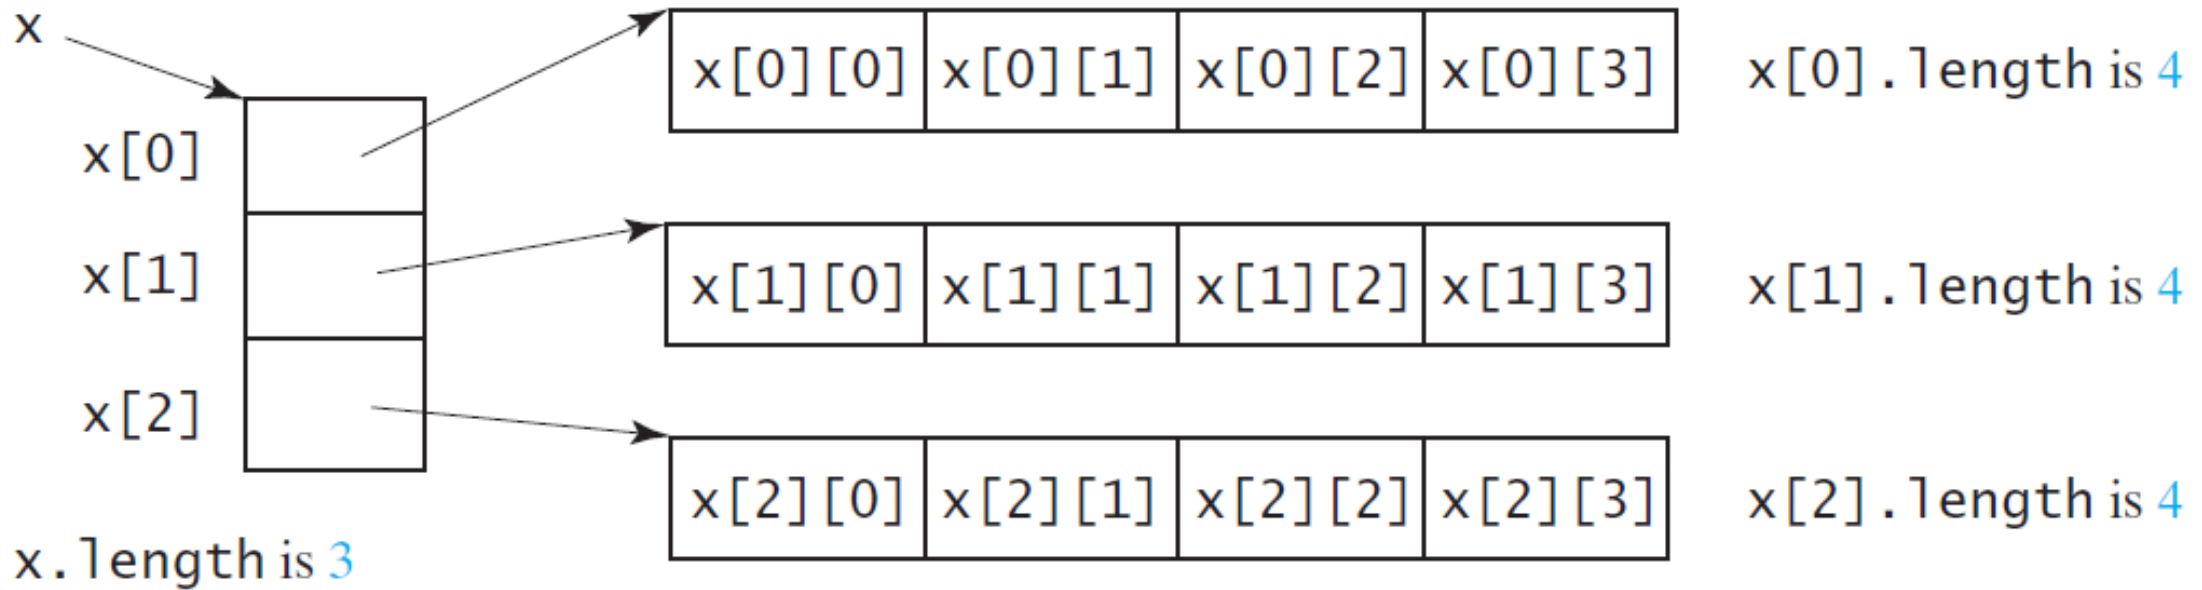 x
x[0][0] x[0][1] x[0][2] x[0][3] x[0].length is 4
x[0]
x[1]
x[1][0] x[1][1] x[1][2] x[1][3] x[1].length is 4
x[2]
x[2][0] x[2][1] x[2][2] x[2][3] x[2].length is 4
x.length is 3